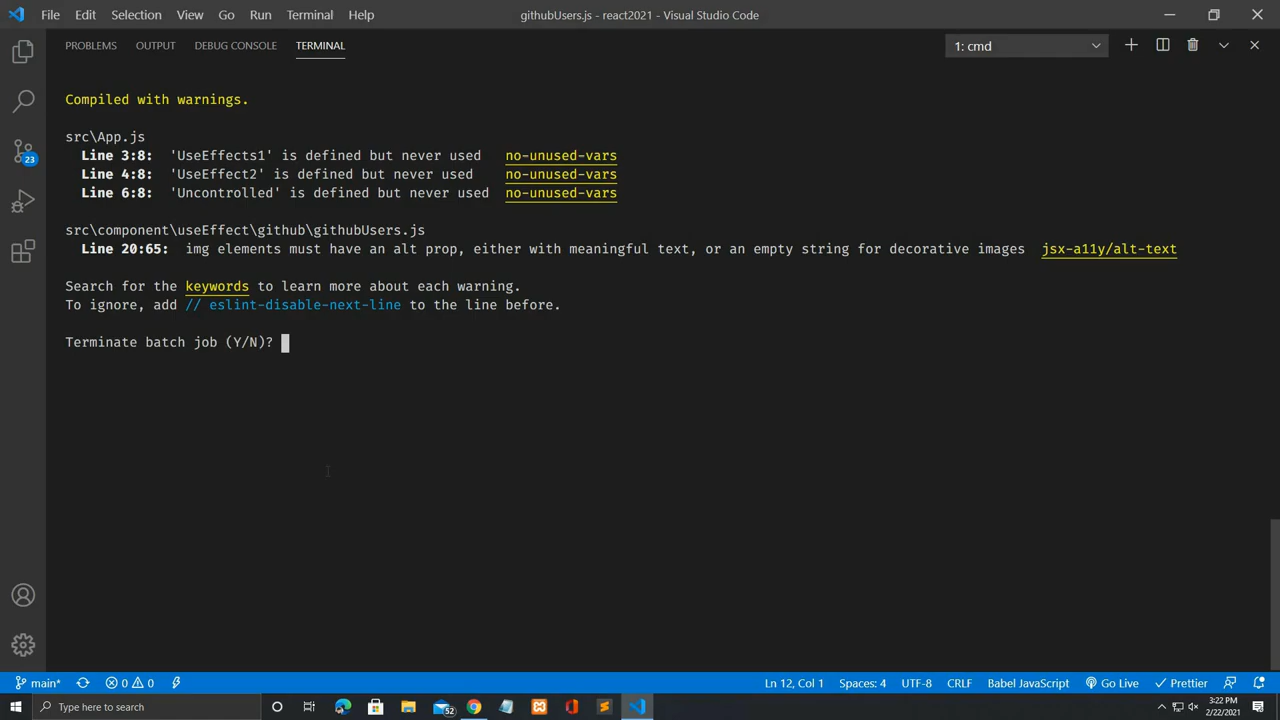 File Edit Selection View Go Run Terminal Help
githubUsers.js - react2021 - Visual Studio Code
PROBLEMS OUTPUT DEBUG CONSOLE TERMINAL
1: cmd
Compiled with warnings.
src\App.js
Line 3:8: 'UseEffects1' is defined but never used no-unused-vars
Line 4:8: 'UseEffect2' is defined but never used no-unused-vars
Line 6:8: 'Uncontrolled' is defined but never used no-unused-vars
src\component\useEffect\github\githubUsers.js
Line 20:65: img elements must have an alt prop, either with meaningful text, or an empty string for decorative images jsx-a11y/alt-text
Search for the keywords to learn more about each warning.
To ignore, add // eslint-disable-next-line to the line before.
Terminate batch job (Y/N)?
23
main* 0 0 Ln 12, Col 1 Spaces: 4 UTF-8 CRLF Babel JavaScript Go Live Prettier
Type here to search
52
3:22 PM
2/22/2021